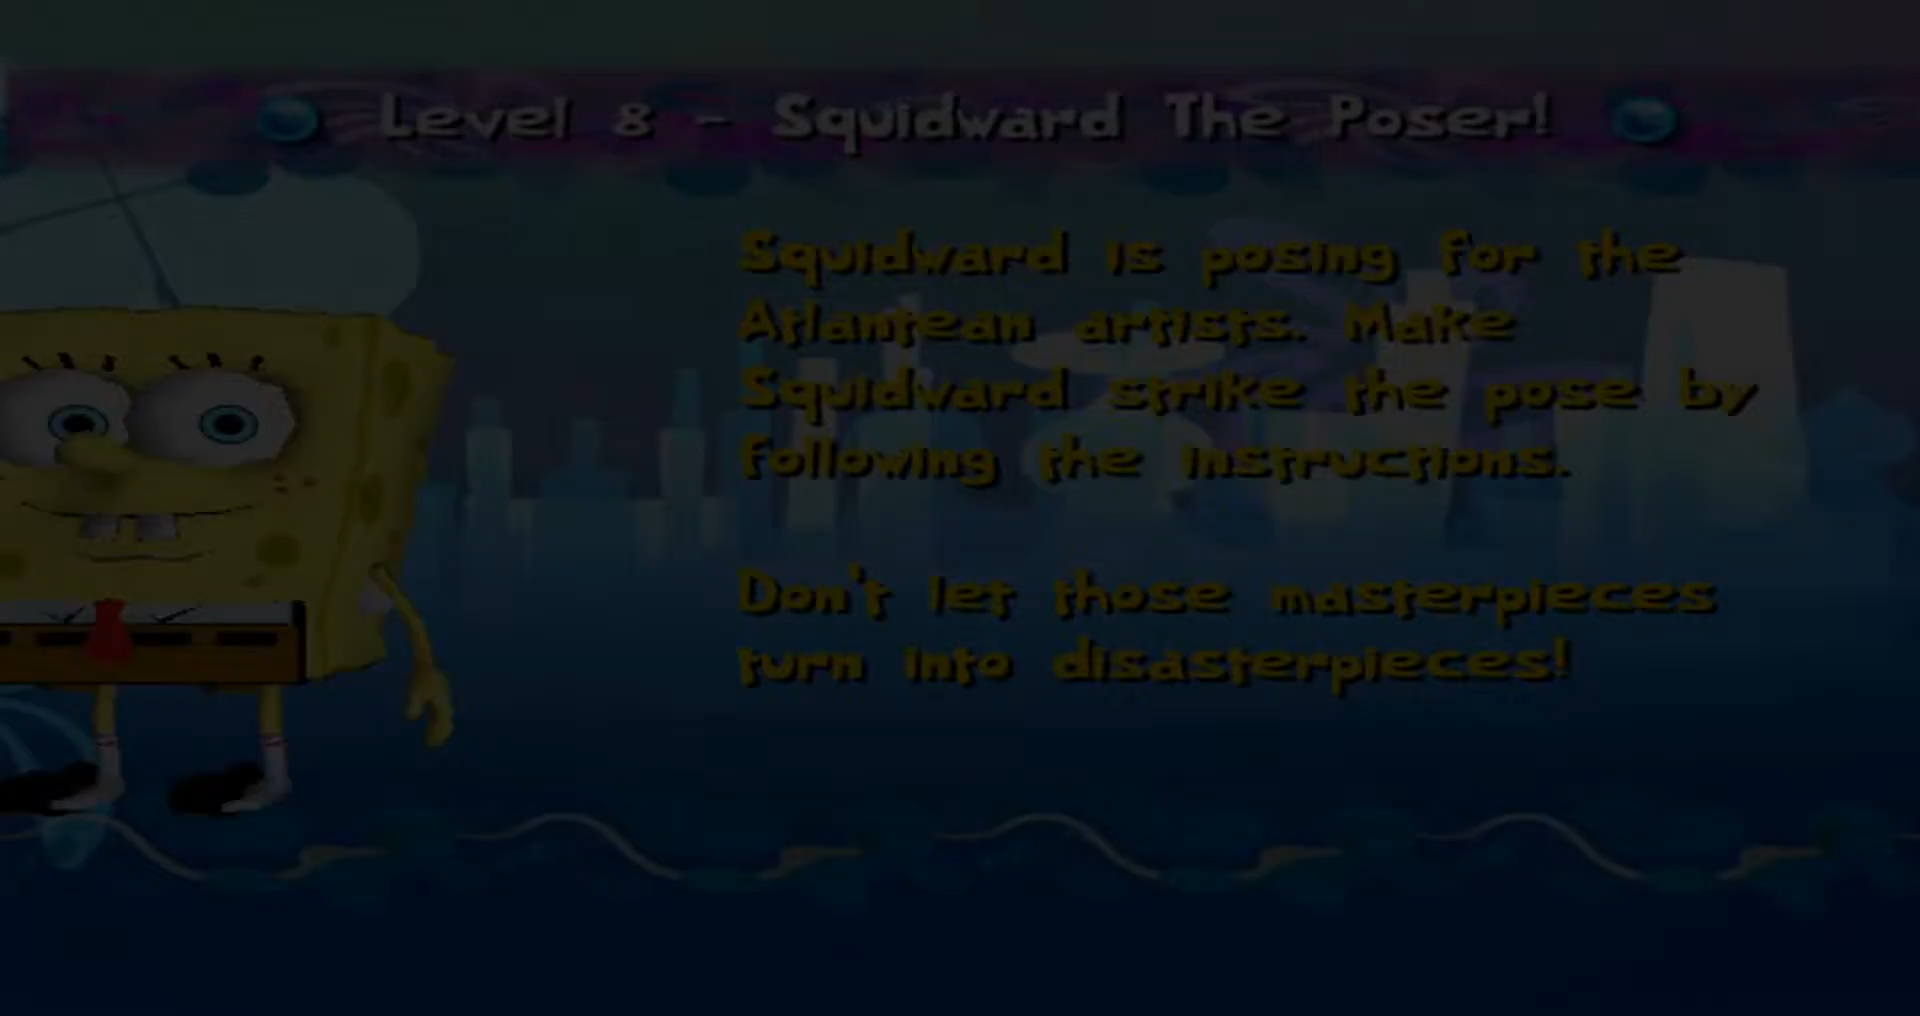 Level 8 - Squidward The Poser!
Squidward is posing for the
Atlantean artists. Make
Squidward strike the pose by
following the instructions.
Don't let those masterpieces
turn into disasterpieces!